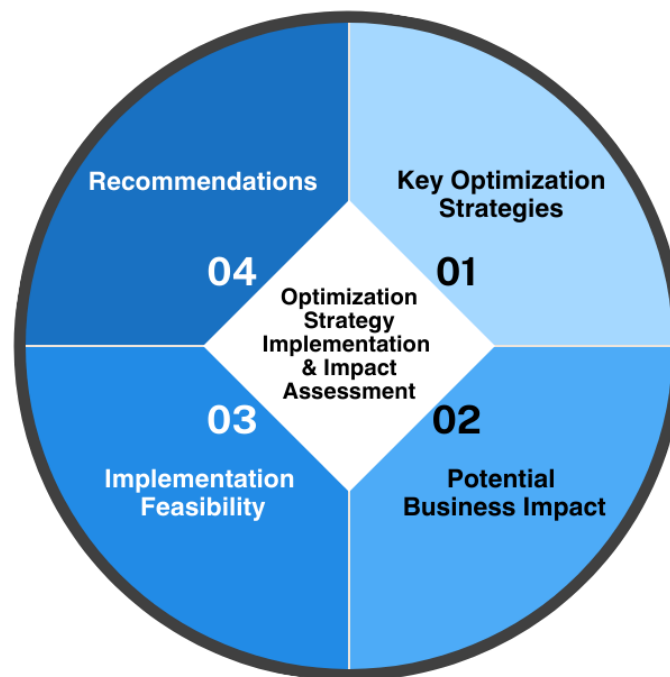 Key Optimization
Strategies
01
02
Potential
Business Impact
03
Implementation
Feasibility
Recommendations
04
Optimization
Strategy
Implementation
& Impact
Assessment